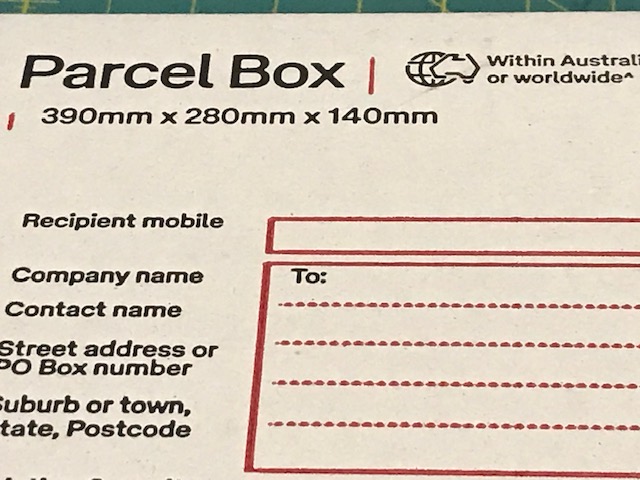 Parcel Box
Within Australi
or worldwide^
390mm x 280mm x 140mm
Recipient mobile
Company name
To:
Contact name
Street address or
PO Box number
Suburb or town,
tate, Postcode